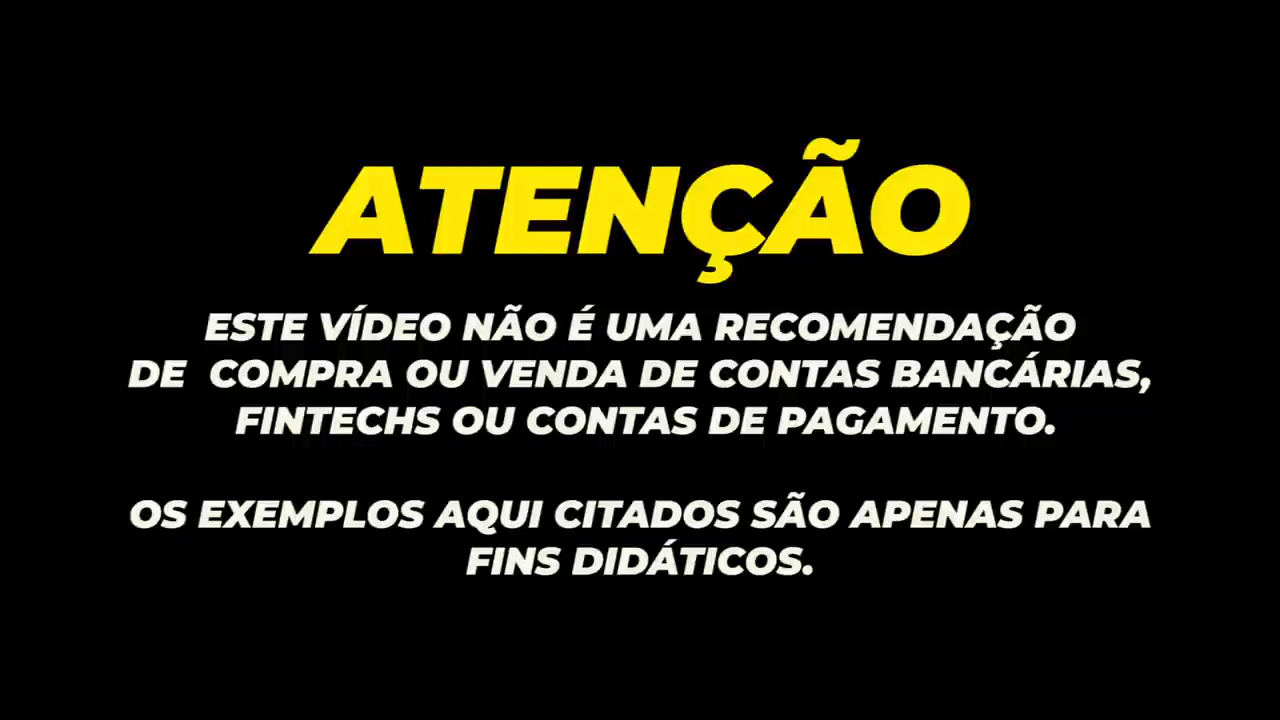 ATENÇÃO
ESTE VÍDEO NÃO É UMA RECOMENDAÇÃO
DE COMPRA OU VENDA DE CONTAS BANCÁRIAS,
FINTECHS OU CONTAS DE PAGAMENTO.
OS EXEMPLOS AQUI CITADOS SÃO APENAS PARA
FINS DIDÁTICOS.